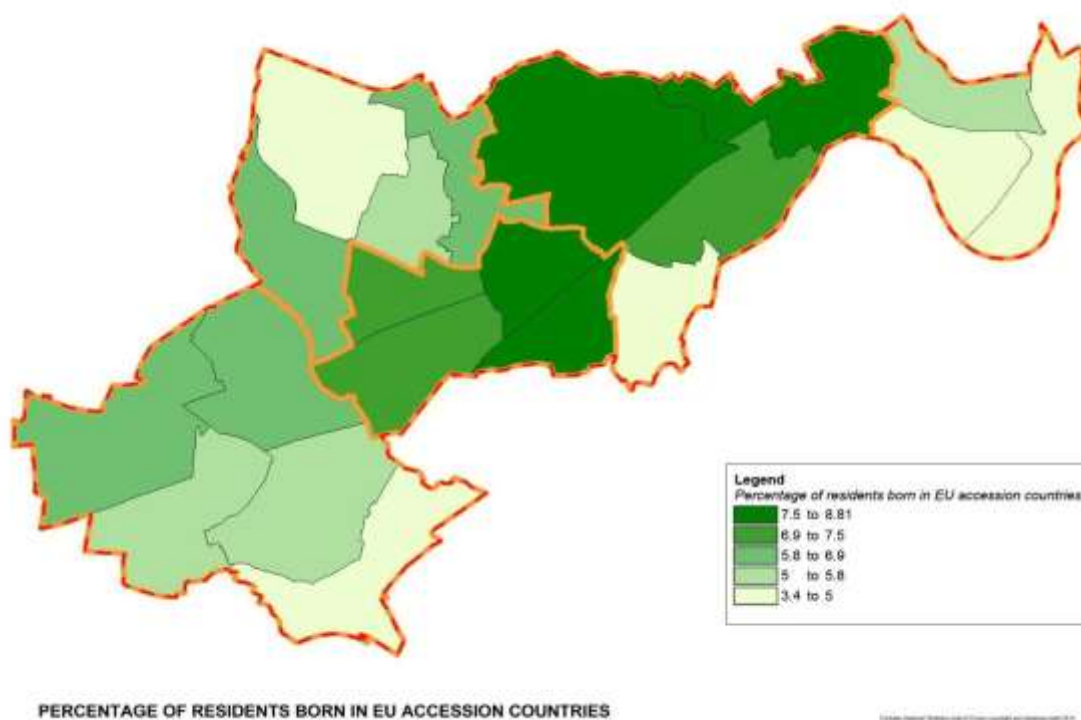 Legend
Percentage of residents born in EU accession countries
7.5 to 8.81
6.9 to 7.5
5.8 to 6.9
5 to 5.8
3.4 to 5
PERCENTAGE OF RESIDENTS BORN IN EU ACCESSION COUNTRIES